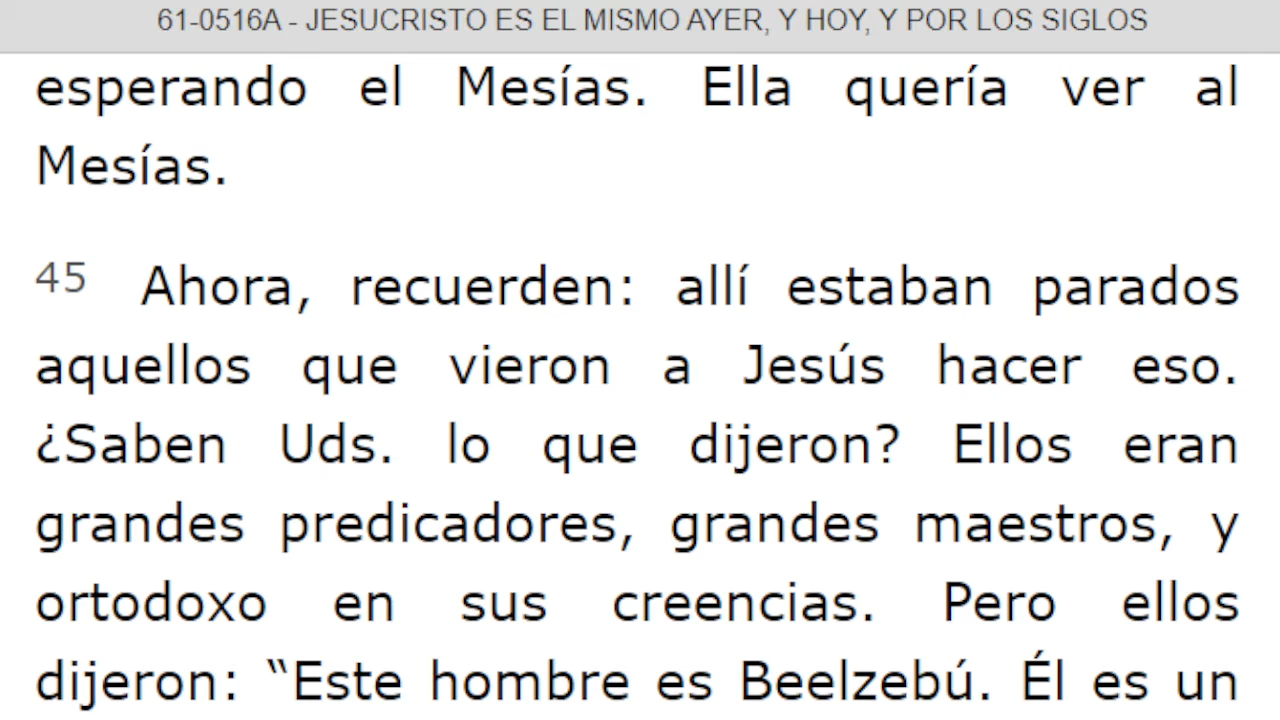 61-0516A - JESUCRISTO ES EL MISMO AYER, Y HOY, Y POR LOS SIGLOS
esperando el Mesías. Ella quería ver al
Mesías.
45 Ahora, recuerden: allí estaban parados
aquellos que vieron a Jesús hacer eso.
¿Saben Uds. lo que dijeron? Ellos eran
grandes predicadores, grandes maestros, y
ortodoxo en sus creencias. Pero ellos
dijeron: “Este hombre es Beelzebú. Él es un